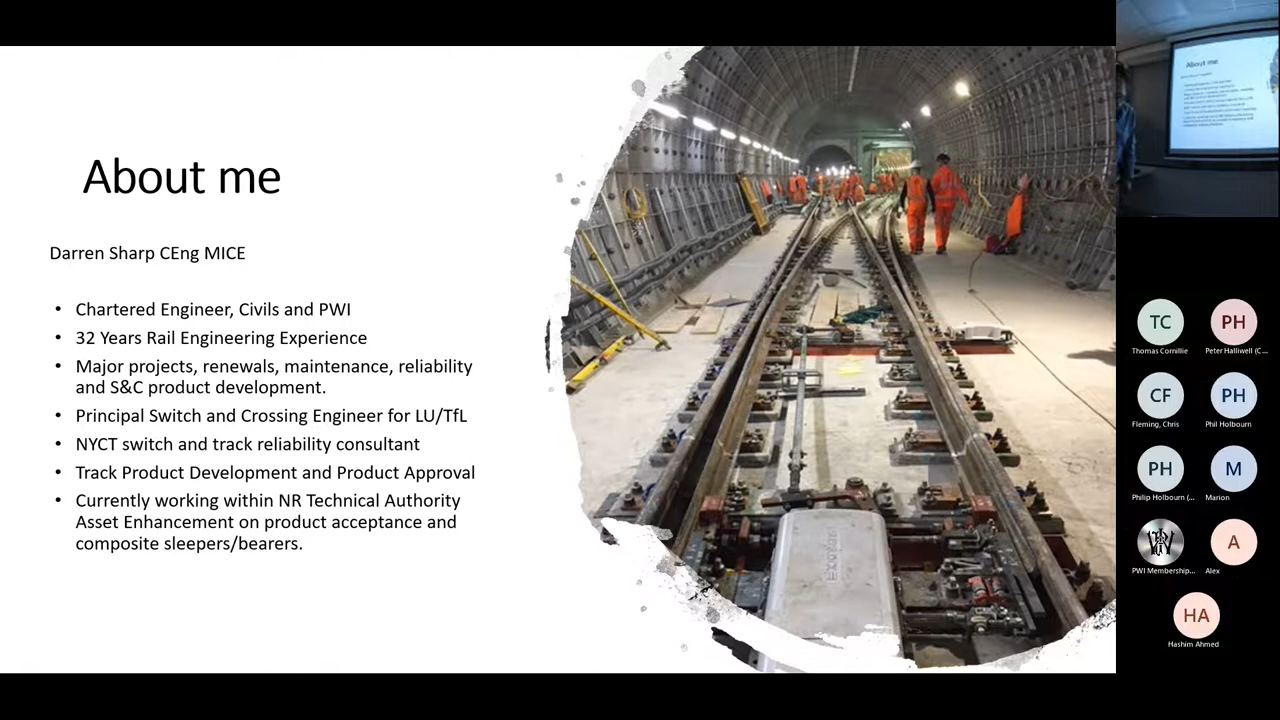 About me
Darren Sharp CEng MICE
• Chartered Engineer, Civils and PWI
• 32 Years Rail Engineering Experience
• Major projects, renewals, maintenance, reliability
and S&C product development.
• Principal Switch and Crossing Engineer for LU/TfL
• NYCT switch and track reliability consultant
• Track Product Development and Product Approval
• Currently working within NR Technical Authority
Asset Enhancement on product acceptance and
composite sleepers/bearers.
About me
TC
PH
Thomas Cornillie
Peter Halliwell (C...
CF
PH
Fleming, Chris
Phil Holbourn
PH
M
Philip Holbourn (...
Marion
A
PWI Membership...
Alex
HA
Hashim Ahmed